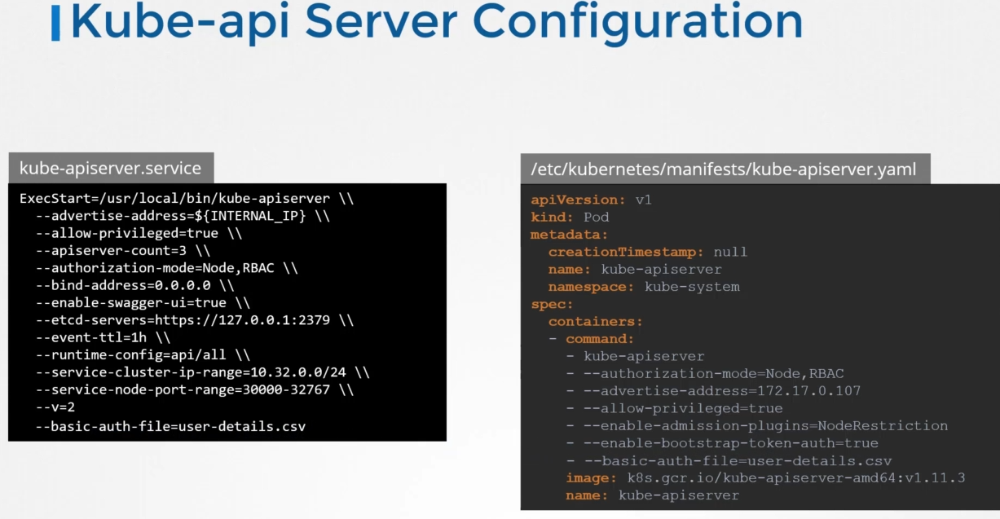 Kube-api Server Configuration
kube-apiserver.service
ExecStart=/usr/local/bin/kube-apiserver \\
--advertise-address=${INTERNAL_IP} \\
--allow-privileged=true \\
--apiserver-count=3 \\
--authorization-mode=Node,RBAC \\
--bind-address=0.0.0.0 \\
--enable-swagger-ui=true \\
--etcd-servers=https://127.0.0.1:2379 \\
--event-ttl=1h \\
--runtime-config=api/all \\
--service-cluster-ip-range=10.32.0.0/24 \\
--service-node-port-range=30000-32767 \\
--v=2
--basic-auth-file=user-details.csv
/etc/kubernetes/manifests/kube-apiserver.yaml
apiVersion: v1
kind: Pod
metadata:
creationTimestamp: null
name: kube-apiserver
namespace: kube-system
spec:
containers:
- command:
- kube-apiserver
- --authorization-mode=Node,RBAC
- --advertise-address=172.17.0.107
- --allow-privileged=true
- --enable-admission-plugins=NodeRestriction
- --enable-bootstrap-token-auth=true
- --basic-auth-file=user-details.csv
image: k8s.gcr.io/kube-apiserver-amd64:v1.11.3
name: kube-apiserver